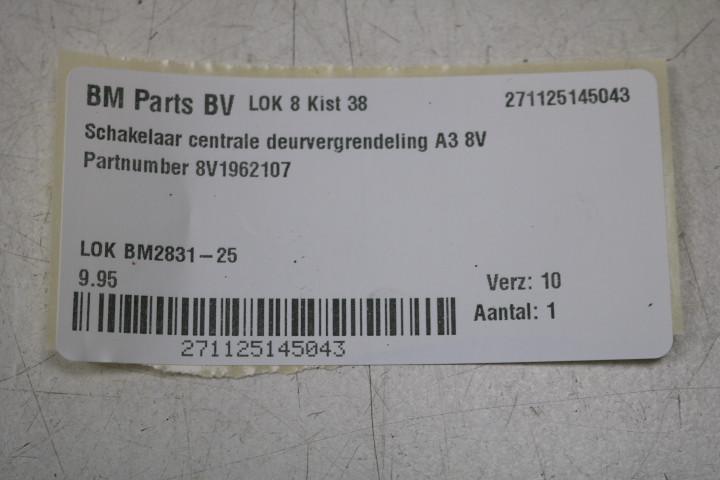 BM Parts BV LOK 8 Kist 38 271125145043
Schakelaar centrale deurvergrendeling A3 8V
Partnumber 8V1962107
LOK BM2831-25
9.95 Verz: 10
Aantal: 1
271125145043